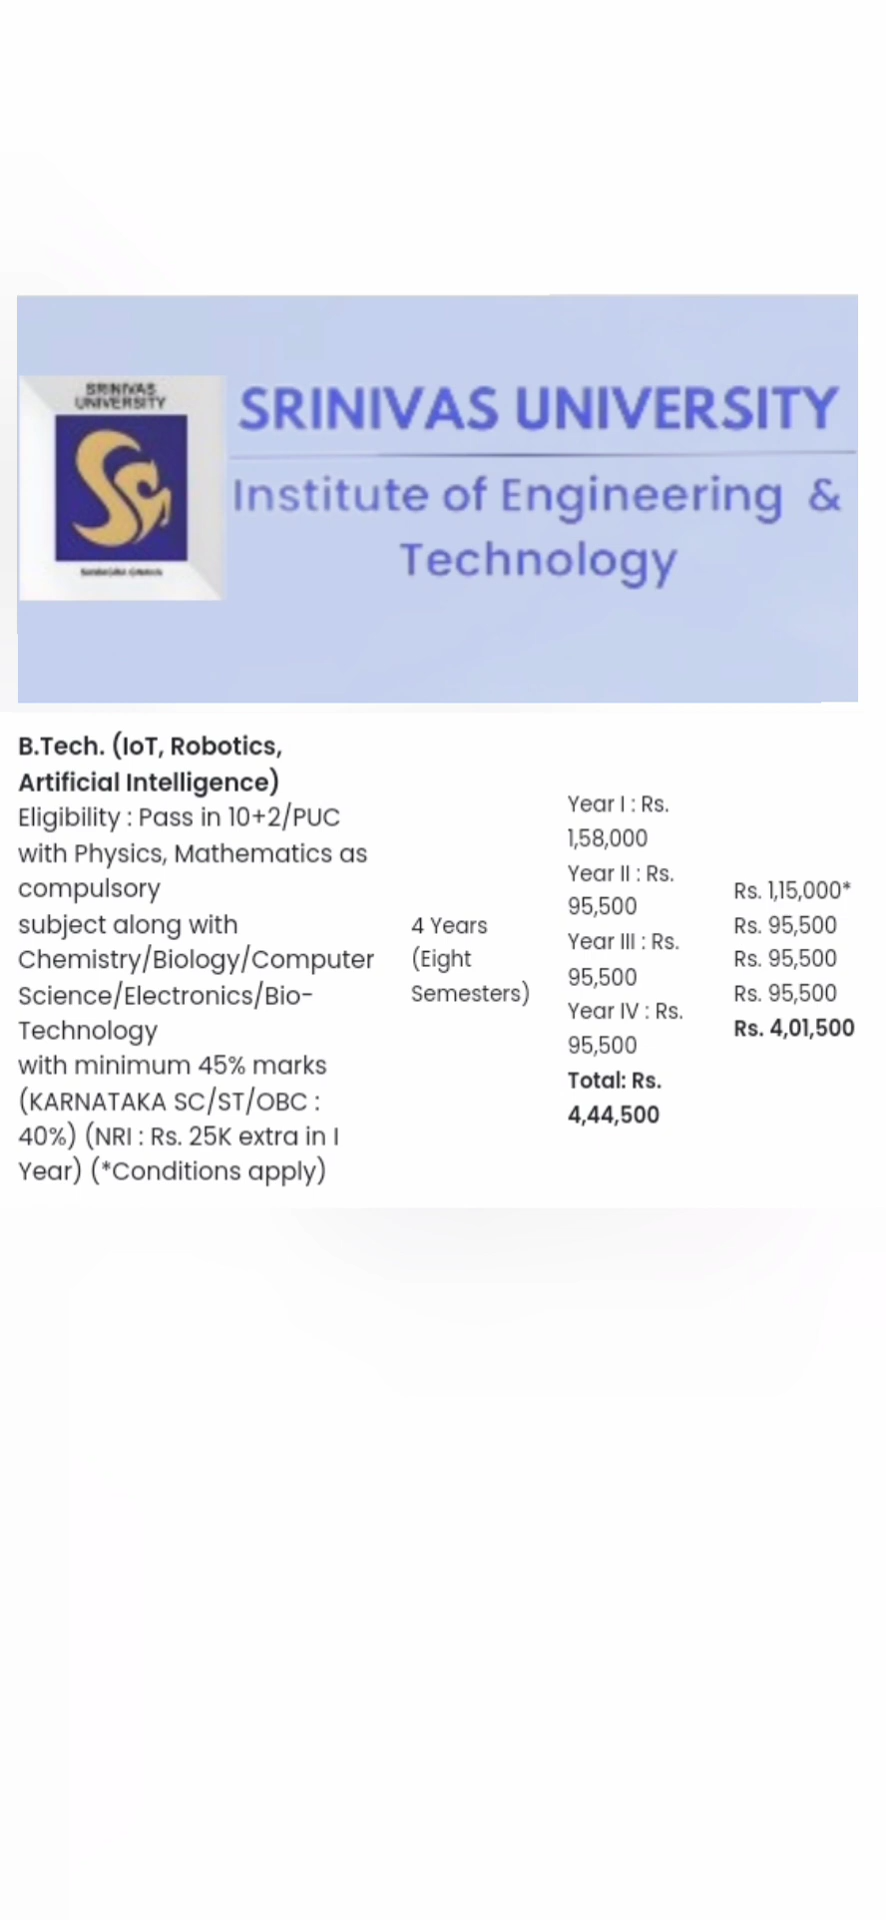 SRINIVAS
UNIVERSITY
SRINIVAS UNIVERSITY
Institute of Engineering &
Technology
B.Tech. (IoT, Robotics,
Artificial Intelligence)
Eligibility : Pass in 10+2/PUC
with Physics, Mathematics as
compulsory
subject along with
Chemistry/Biology/Computer
Science/Electronics/Bio-
Technology
with minimum 45% marks
(KARNATAKA SC/ST/OBC :
40%) (NRI : Rs. 25K extra in I
Year) (*Conditions apply)
4 Years
(Eight
Semesters)
Year I : Rs.
1,58,000
Year II : Rs.
95,500
Year III : Rs.
95,500
Year IV : Rs.
95,500
Total: Rs.
4,44,500
Rs. 1,15,000*
Rs. 95,500
Rs. 95,500
Rs. 95,500
Rs. 4,01,500